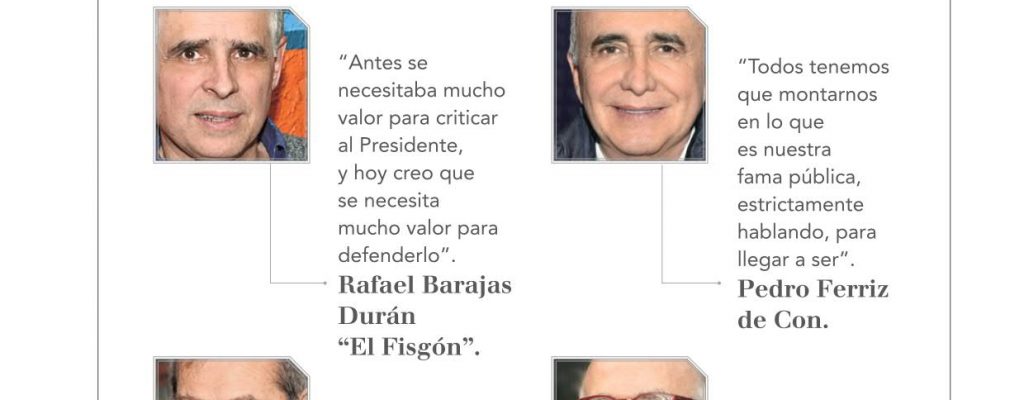 “Antes se
necesitaba mucho
valor para criticar
al Presidente,
y hoy creo que
se necesita
mucho valor para
defenderlo”.
Rafael Barajas
Durán
“El Fisgón”.
“Todos tenemos
que montarnos
en lo que
es nuestra
fama pública,
estrictamente
hablando, para
llegar a ser”.
Pedro Ferriz
de Con.